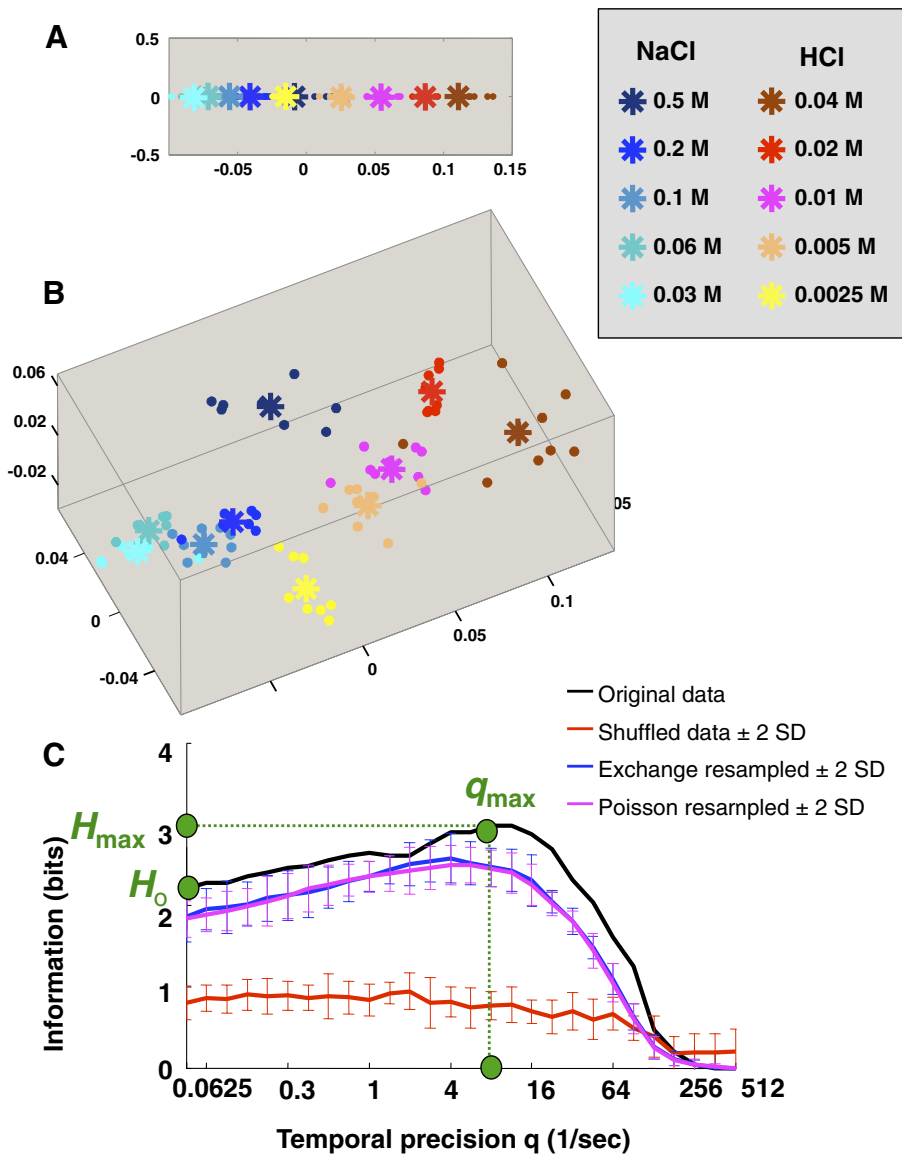 A
0.5
0
-0.5
-0.05
0
0.05
0.1
0.15
NaCl
HCl
0.5 M
0.04 M
0.2 M
0.02 M
0.1 M
0.01 M
0.06 M
0.005 M
0.03 M
0.0025 M
B
0.06
0.02
-0.02
0.04
0
-0.04
0
0.05
0.1
05
Original data
Shuffled data ± 2 SD
Exchange resampled ± 2 SD
Poisson resampled ± 2 SD
C
4
3
2
1
0
Hmax
H0
qmax
Information (bits)
0.0625
0.3
1
4
16
64
256
512
Temporal precision q (1/sec)